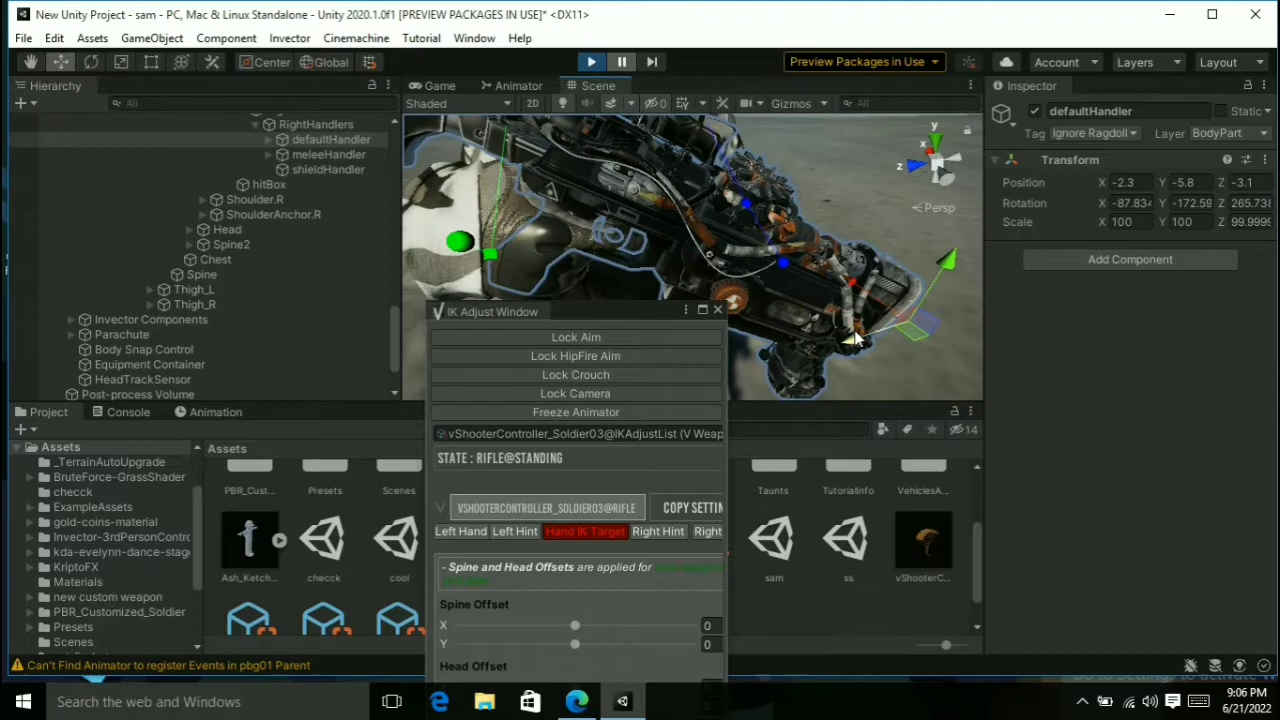 New Unity Project - sam - PC, Mac & Linux Standalone - Unity 2020.1.0f1 [PREVIEW PACKAGES IN USE]* <DX11>
File Edit Assets GameObject Component Invector Cinemachine Tutorial Window Help
Center Global Preview Packages in Use Account Layers Layout
Hierarchy Game Animator Scene Inspector
All Shaded 2D 0 Gizmos All defaultHandler Static
RightHandlers
Tag Ignore Ragdoll Layer BodyPart
defaultHandler
meleeHandler
shieldHandler
hitBox
Shoulder.R
ShoulderAnchor.R
Head
Spine2
Chest
Spine
Thigh_L
Thigh_R
Invector Components
Parachute
Body Snap Control
Equipment Container
HeadTrackSensor
Post-process Volume
y
x
z
Persp
Transform
Position X -2.3 Y -5.8 Z -3.1
Rotation X -87.834 Y -172.59 Z 265.738
Scale X 100 Y 100 Z 99.9999
Add Component
IK Adjust Window
Lock Aim
Lock HipFire Aim
Lock Crouch
Lock Camera
Freeze Animator
vShooterController_Soldier03@IKAdjustList (V Weap
STATE : RIFLE@STANDING
VSHOOTERCONTROLLER_SOLDIER03@RIFLE COPY SETTIN
Left Hand Left Hint Hand IK Target Right Hint Right
- Spine and Head Offsets are applied for
Spine Offset
X 0
Y 0
Head Offset
Project Console Animation
14
Assets
_TerrainAutoUpgrade
BruteForce-GrassShader
checck
ExampleAssets
gold-coins-material
Invector-3rdPersonContro
kda-evelynn-dance-stage
KriptoFX
Materials
new custom weapon
PBR_Customized_Soldier
Presets
Scenes
Assets
PBR_Cust... Presets Scenes Taunts TutorialInfo VehiclesA...
Ash_Ketch... checck cool sam ss vShooterC...
Can't Find Animator to register Events in pbg01 Parent
Search the web and Windows
9:06 PM
6/21/2022